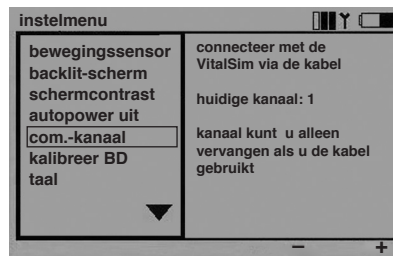 instelmenu
bewegingssensor
backlit-scherm
schermcontrast
autopower uit
com.-kanaal
kalibreer BD
taal
connecteer met de
VitalSim via de kabel
huidige kanaal: 1
kanaal kunt u alleen
vervangen als u de kabel
gebruikt
− +